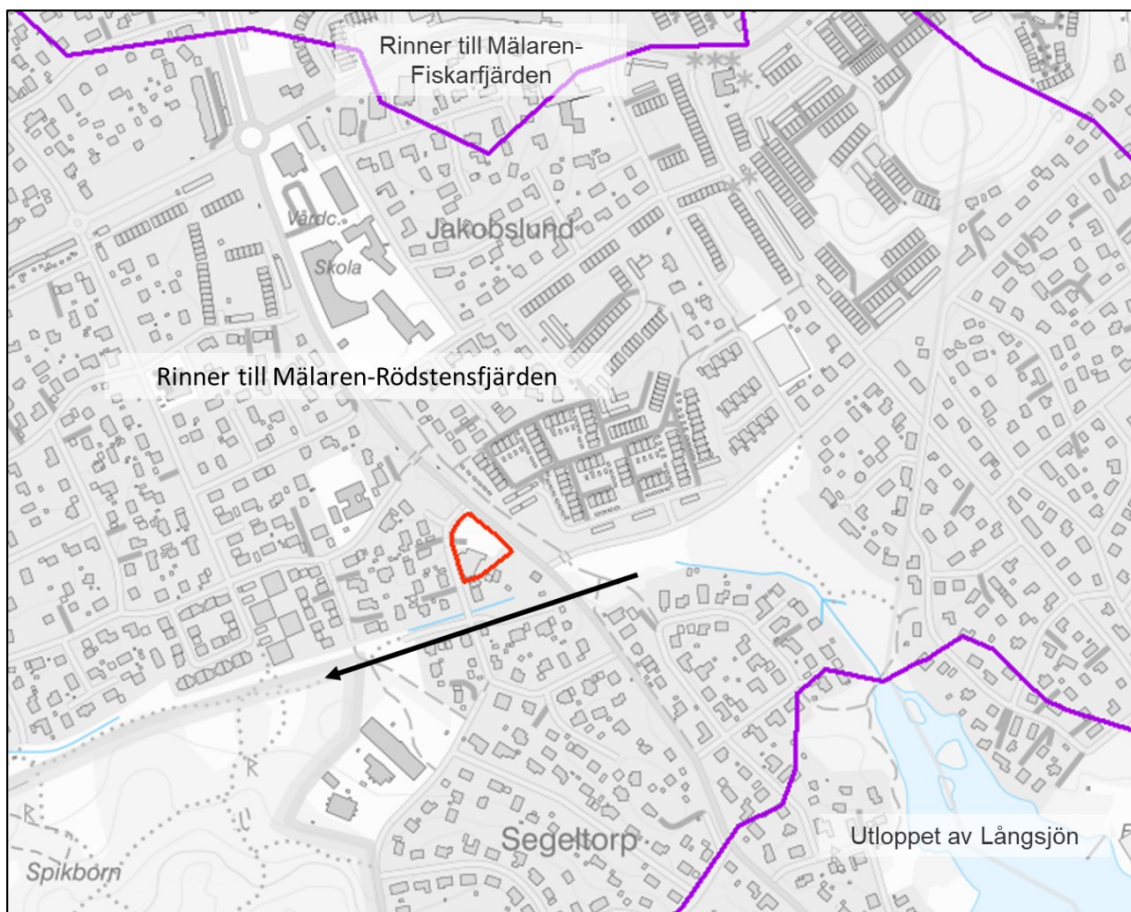 Rinner till Mälaren-
Fiskarfjärden
Vårdc.
Jakobslund
Skola
Rinner till Mälaren-Rödstensfjärden
Segeltorp
Utloppet av Långsjön
Spikborn
R
R
F